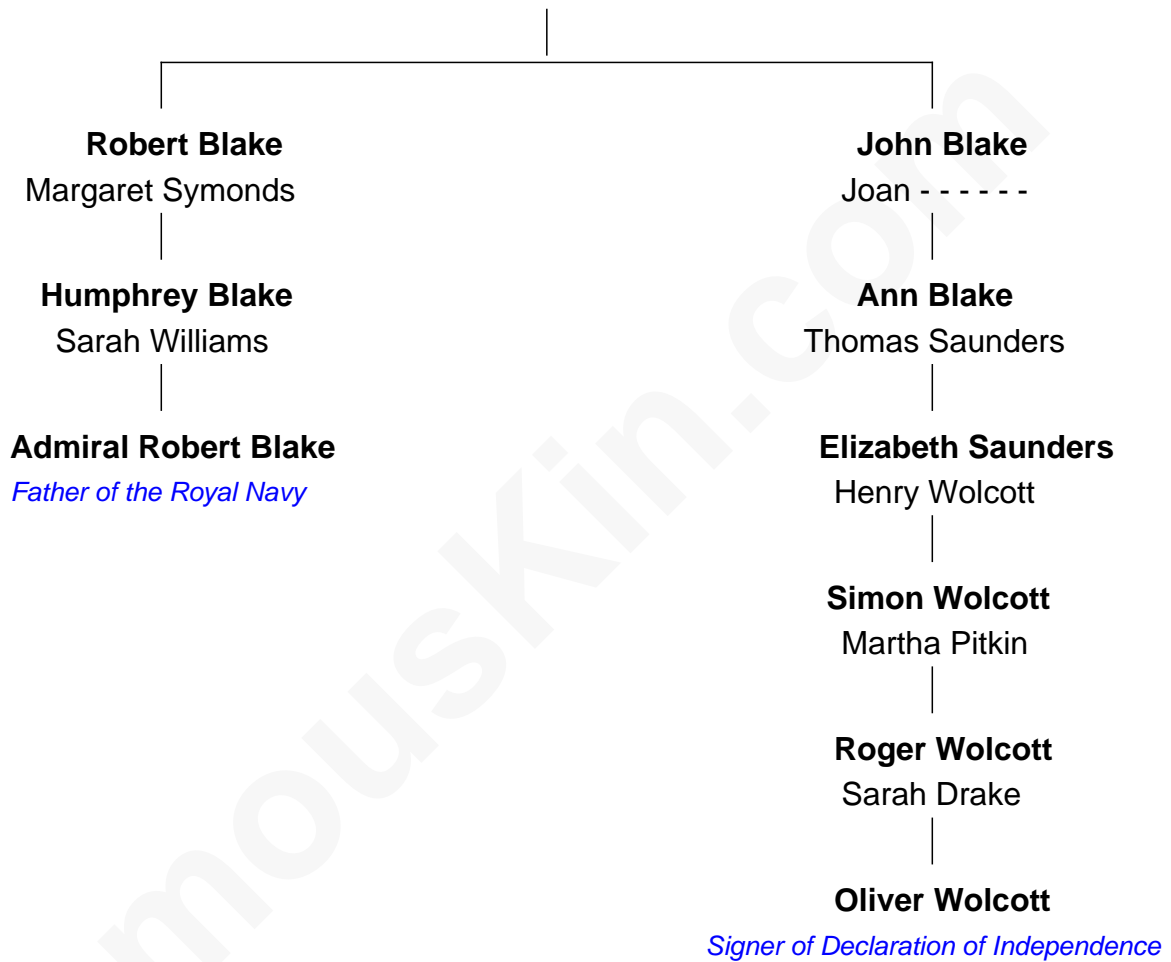 Robert Blake
Margaret Symonds
John Blake
Joan - - - - - -
Humphrey Blake
Sarah Williams
Ann Blake
Thomas Saunders
Admiral Robert Blake
Father of the Royal Navy
Elizabeth Saunders
Henry Wolcott
Simon Wolcott
Martha Pitkin
Roger Wolcott
Sarah Drake
Oliver Wolcott
Signer of Declaration of Independence
mouskin.com